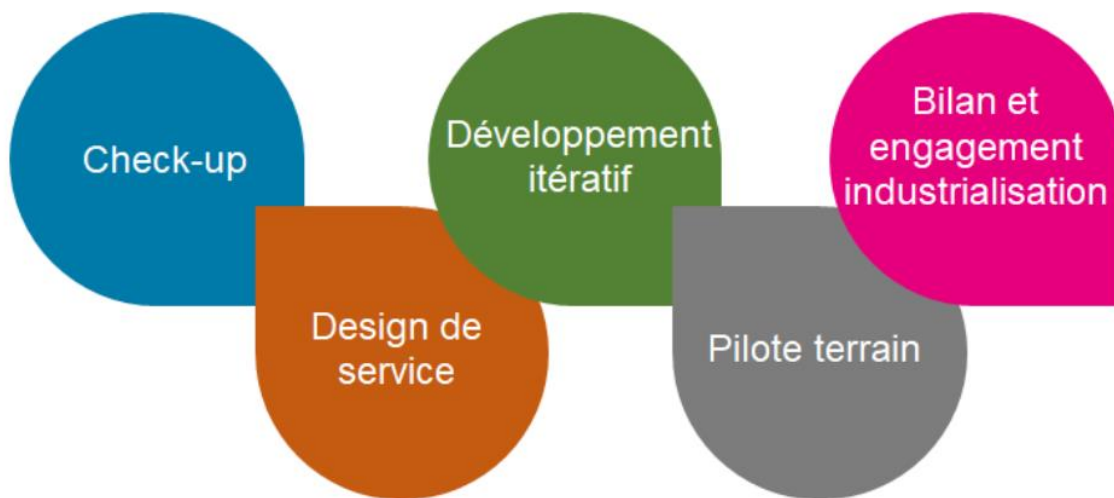 Check-up
Design de
service
Développement
itératif
Pilote terrain
Bilan et
engagement
industrialisation